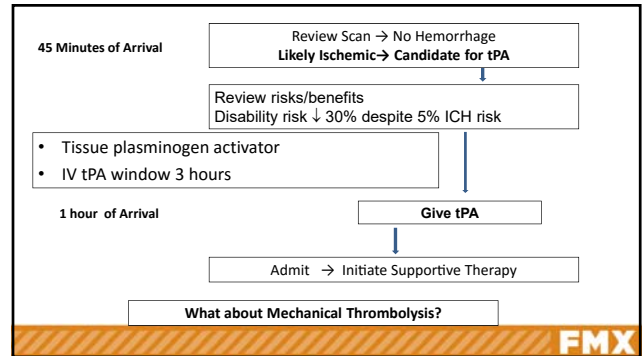 45 Minutes of Arrival
Review Scan → No Hemorrhage
Likely Ischemic→ Candidate for tPA
Review risks/benefits
Disability risk ↓ 30% despite 5% ICH risk
• Tissue plasminogen activator
• IV tPA window 3 hours
1 hour of Arrival
Give tPA
Admit → Initiate Supportive Therapy
What about Mechanical Thrombolysis?
FMX